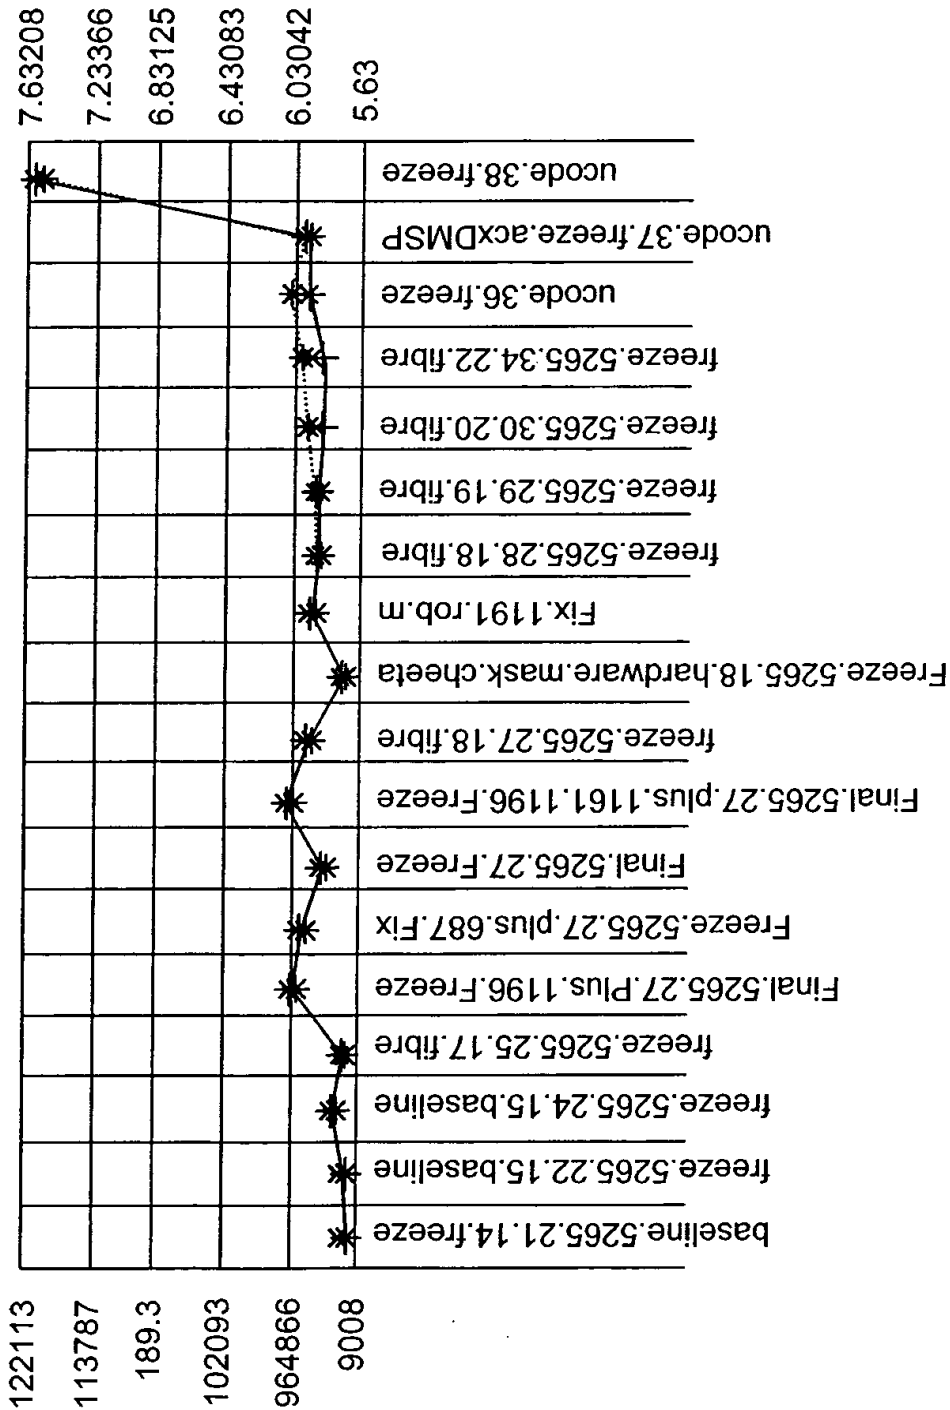 7.63208
7.23366
6.83125
6.43083
6.03042
5.63
ucode.38.freeze
ucode.37.freeze.acxDMSP
ucode.36.freeze
freeze.5265.34.22.fibre
freeze.5265.30.20.fibre
freeze.5265.29.19.fibre
freeze.5265.28.18.fibre
Fix.1191.rob.m
Freeze.5265.18.hardware.mask.cheeta
freeze.5265.27.18.fibre
Final.5265.27.plus.1161.1196.Freeze
Final.5265.27.Freeze
Freeze.5265.27.plus.687.Fix
Final.5265.27.Plus.1196.Freeze
freeze.5265.25.17.fibre
freeze.5265.24.15.baseline
freeze.5265.22.15.baseline
baseline.5265.21.14.freeze
122113
113787
189.3
102093
964866
9008